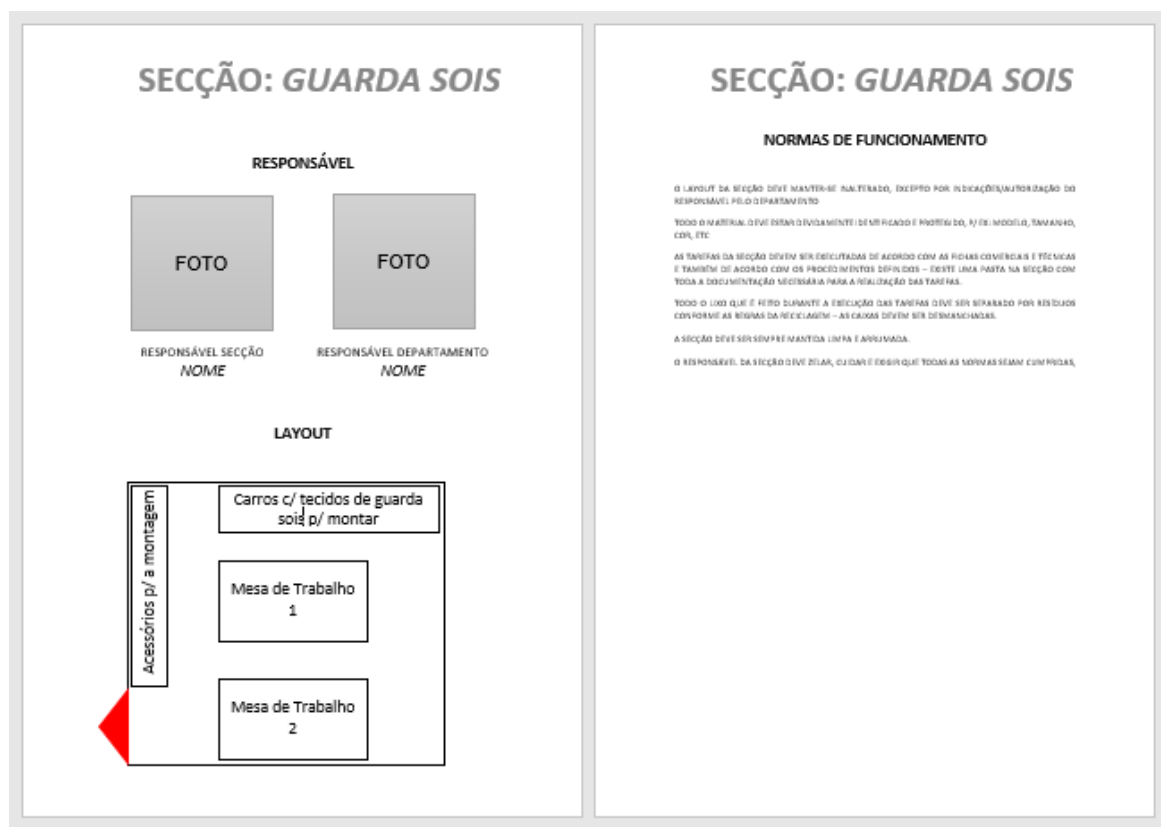 SECÇÃO: GUARDA SOIS
RESPONSÁVEL
FOTO
FOTO
RESPONSÁVEL SECÇÃO
NOME
RESPONSÁVEL DEPARTAMENTO
NOME
LAYOUT
Acessórios p/ a montagem
Carros c/ tecidos de guarda
sois p/ montar
Mesa de Trabalho
1
Mesa de Trabalho
2
SECÇÃO: GUARDA SOIS
NORMAS DE FUNCIONAMENTO
O LAYOUT DA SECÇÃO DEVE MANTER-SE INALTERADO, EXCEPTO POR INDICAÇÕES/AUTORIZAÇÃO DO
RESPONSÁVEL PELO DEPARTAMENTO
TODO O MATERIAL DEVE ESTAR DEVIDAMENTE IDENTIFICADO E PROTEGIDO, P/ EX: MODELO, TAMANHO,
COR, ETC
AS TAREFAS DA SECÇÃO DEVEM SER EXECUTADAS DE ACORDO COM AS FICHAS COMERCIAIS E TÉCNICAS
E TAMBÉM DE ACORDO COM OS PROCEDIMENTOS DEFINIDOS – EXISTE UMA PASTA NA SECÇÃO COM
TODA A DOCUMENTAÇÃO NECESSÁRIA PARA A REALIZAÇÃO DAS TAREFAS.
TODO O LIXO QUE É FEITO DURANTE A EXECUÇÃO DAS TAREFAS DEVE SER SEPARADO POR RESÍDUOS
CONFORME AS REGRAS DA RECICLAGEM – AS CAIXAS DEVEM SER DESMANCHADAS.
A SECÇÃO DEVE SER SEMPRE MANTIDA LIMPA E ARRUMADA.
O RESPONSÁVEL DA SECÇÃO DEVE ZELAR, CUIDAR E EXIGIR QUE TODAS AS NORMAS SEJAM CUMPRIDAS,